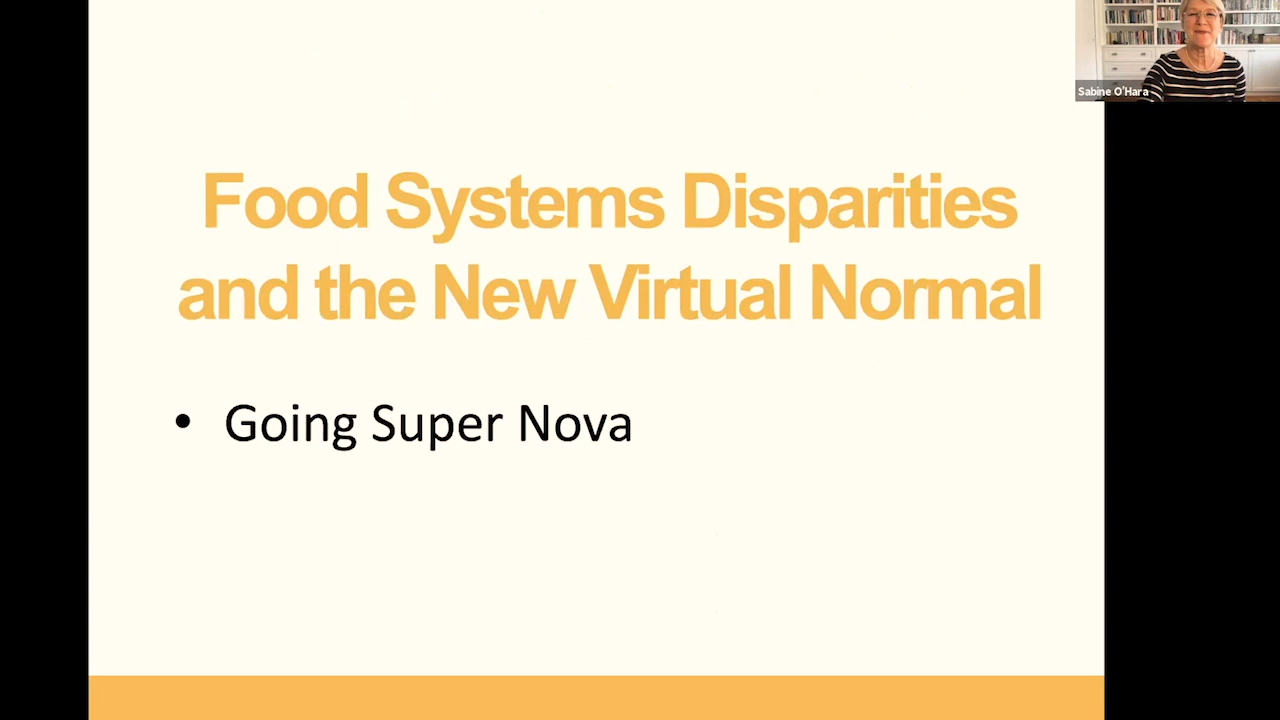 Sabine O'Hara
Food Systems Disparities
and the New Virtual Normal
• Going Super Nova